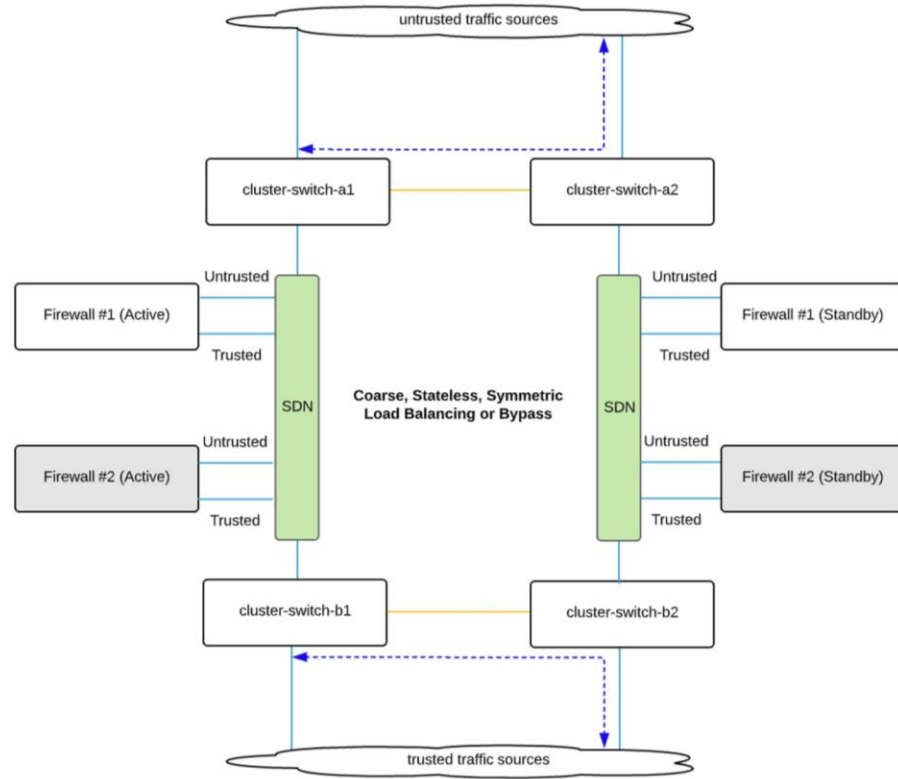 untrusted traffic sources
cluster-switch-a1
cluster-switch-a2
Untrusted
Untrusted
Firewall #1 (Active)
Firewall #1 (Standby)
Trusted
Trusted
Coarse, Stateless, Symmetric
Load Balancing or Bypass
SDN
SDN
Untrusted
Untrusted
Firewall #2 (Active)
Firewall #2 (Standby)
Trusted
Trusted
cluster-switch-b1
cluster-switch-b2
trusted traffic sources